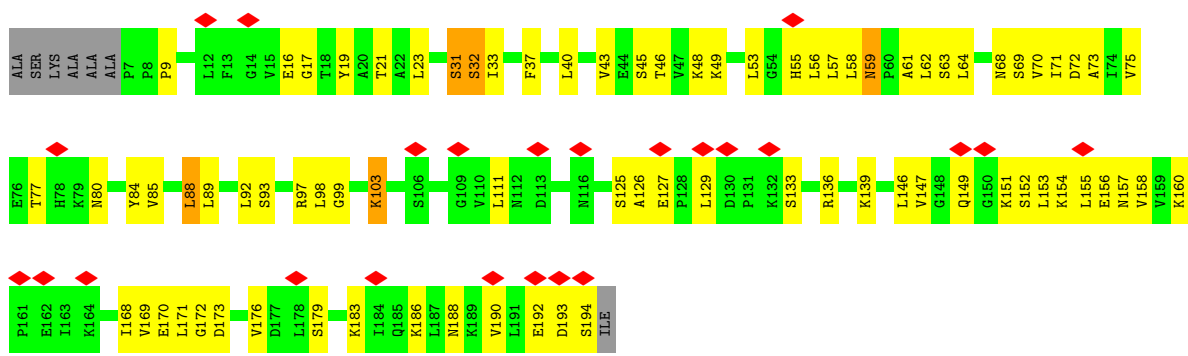 ALA SER LYS ALA ALA ALA P7 P8 P9 L12 F13 G14 V15 E16 G17 T18 Y19 A20 T21 A22 L23 S31 S32 I33 F37 L40 V43 E44 S45 T46 V47 K48 K49 L53 G54 H55 L56 L57 L58 N59 P60 A61 L62 S63 L64 N68 S69 V70 I71 D72 A73 I74 V75
E76 T77 H78 K79 N80 Y84 V85 L88 L89 L92 S93 R97 L98 G99 K103 S106 G109 V110 L111 N112 D113 N116 S125 A126 E127 P128 L129 D130 P131 K132 S133 R136 K139 L146 V147 G148 Q149 G150 K151 S152 L153 K154 L155 E156 N157 V158 V159 K160
P161 E162 I163 K164 I168 V169 E170 L171 G172 D173 V176 D177 L178 S179 K183 I184 Q185 K186 L187 N188 K189 V190 L191 E192 D193 S194 ILE